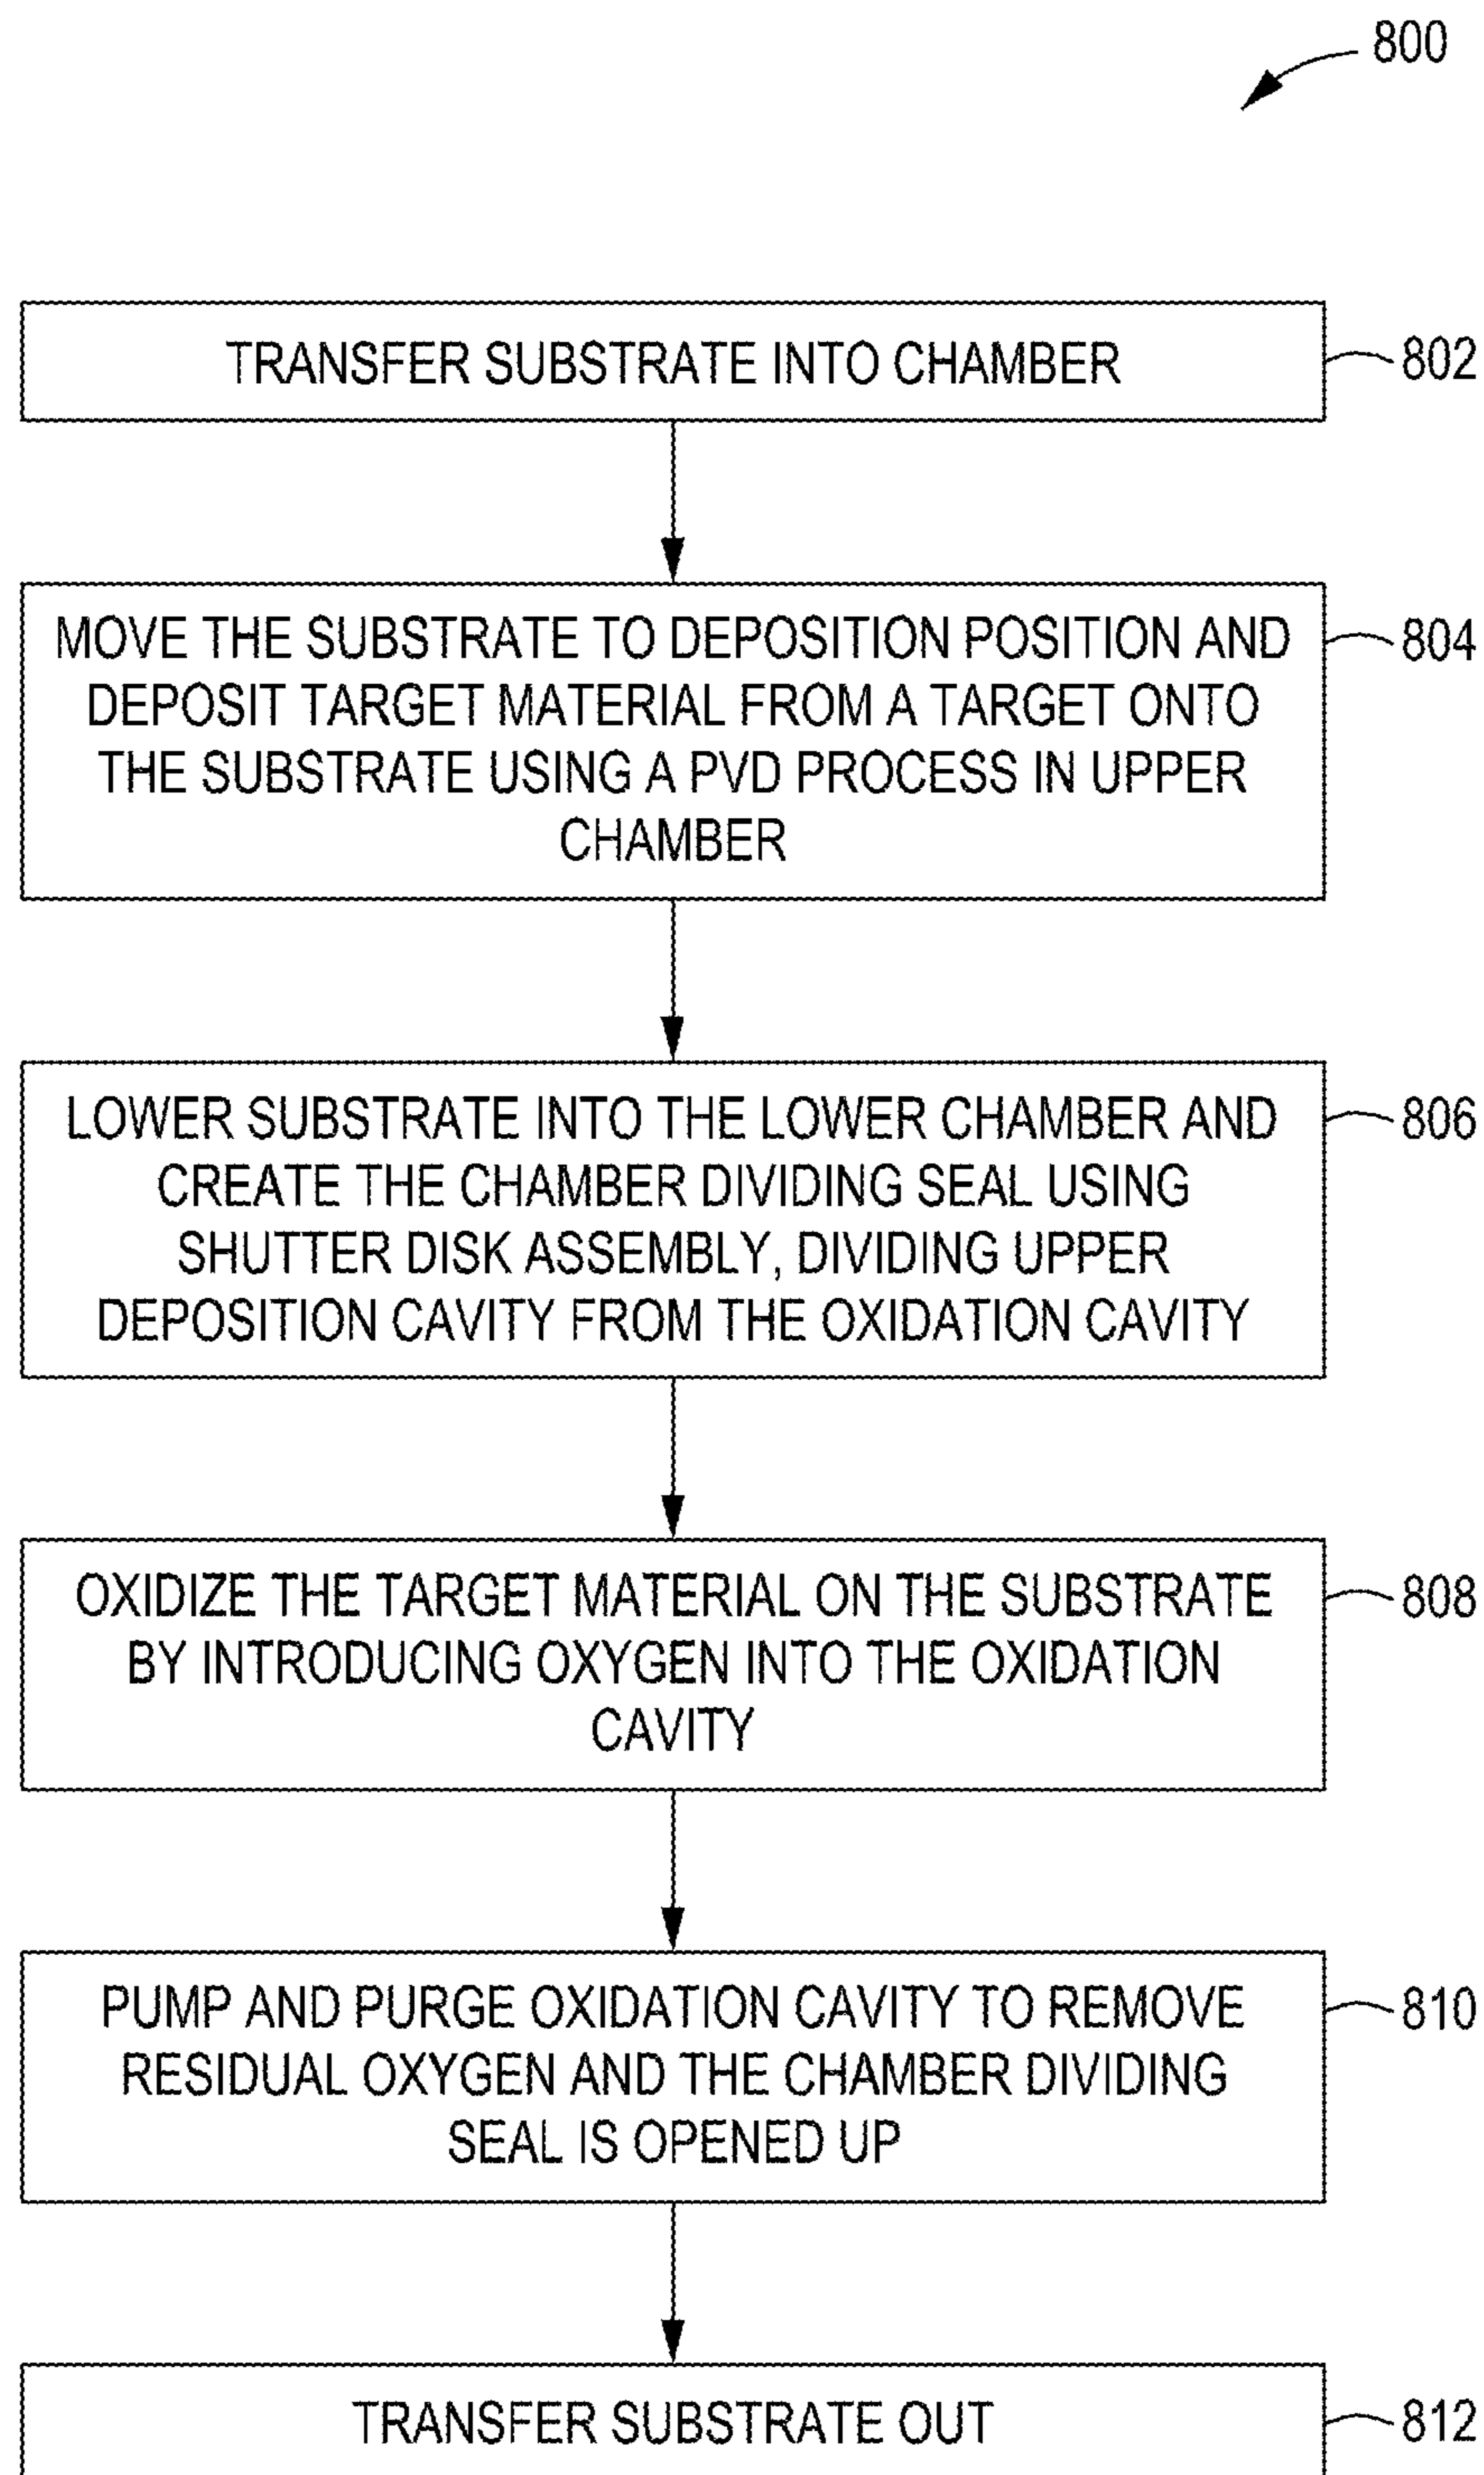 800
TRANSFER SUBSTRATE INTO CHAMBER
802
MOVE THE SUBSTRATE TO DEPOSITION POSITION AND
804
DEPOSIT TARGET MATERIAL FROM A TARGET ONTO
THE SUBSTRATE USING A PVD PROCESS IN UPPER
CHAMBER
LOWER SUBSTRATE INTO THE LOWER CHAMBER AND
806
CREATE THE CHAMBER DIVIDING SEAL USING
SHUTTER DISK ASSEMBLY, DIVIDING UPPER
DEPOSITION CAVITY FROM THE OXIDATION CAVITY
OXIDIZE THE TARGET MATERIAL ON THE SUBSTRATE
808
BY INTRODUCING OXYGEN INTO THE OXIDATION
CAVITY
PUMP AND PURGE OXIDATION CAVITY TO REMOVE
810
RESIDUAL OXYGEN AND THE CHAMBER DIVIDING
SEAL IS OPENED UP
TRANSFER SUBSTRATE OUT
812